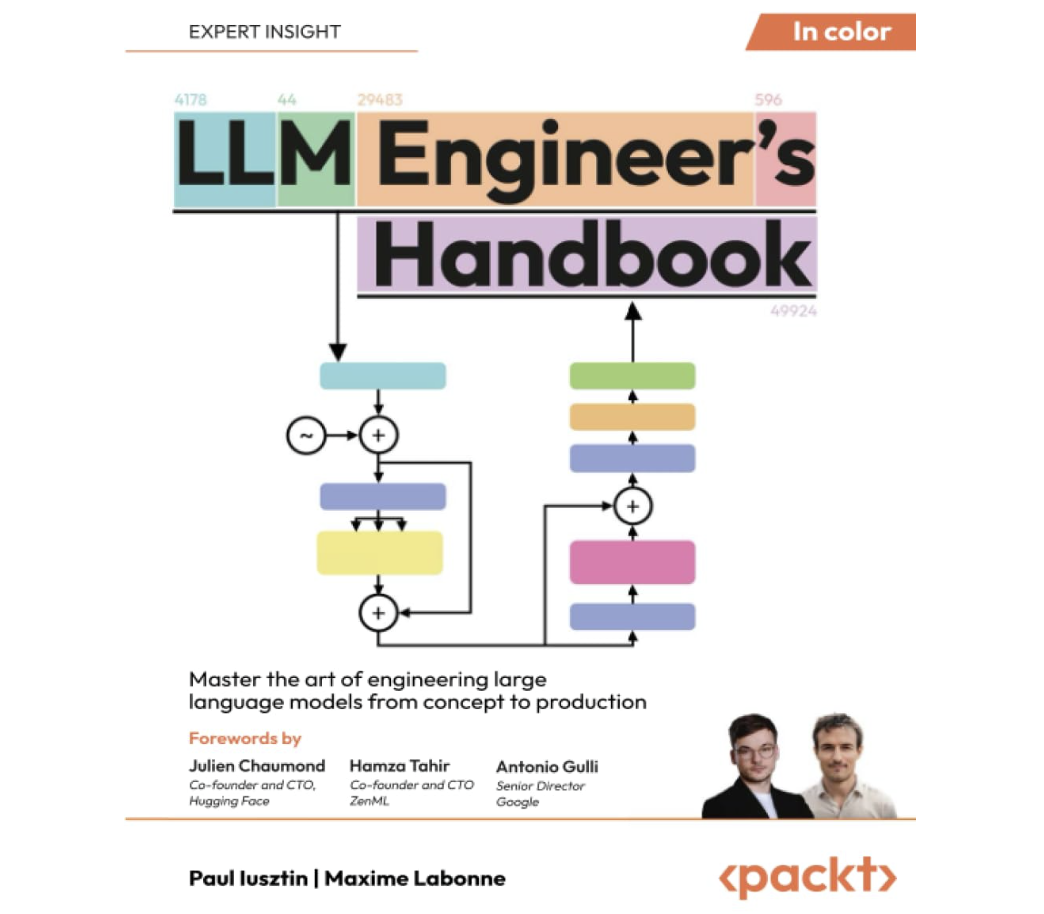 EXPERT INSIGHT
In color
4178 44 29483 596
LLM Engineer's
Handbook
49924
~
+
+
+
Master the art of engineering large
language models from concept to production
Forewords by
Julien Chaumond Hamza Tahir Antonio Gulli
Co-founder and CTO, Co-founder and CTO Senior Director
Hugging Face ZenML Google
Paul Iusztin | Maxime Labonne
<packt>